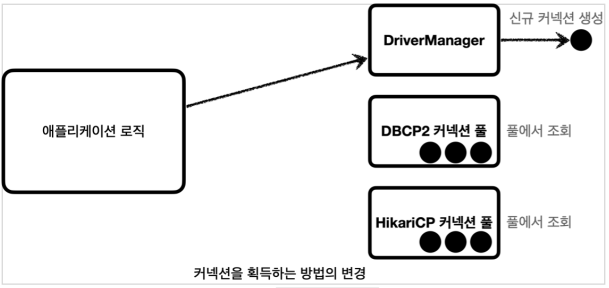 신규 커넥션 생성
DriverManager
애플리케이션 로직
DBCP2 커넥션 풀
풀에서 조회
HikariCP 커넥션 풀
풀에서 조회
커넥션을 획득하는 방법의 변경